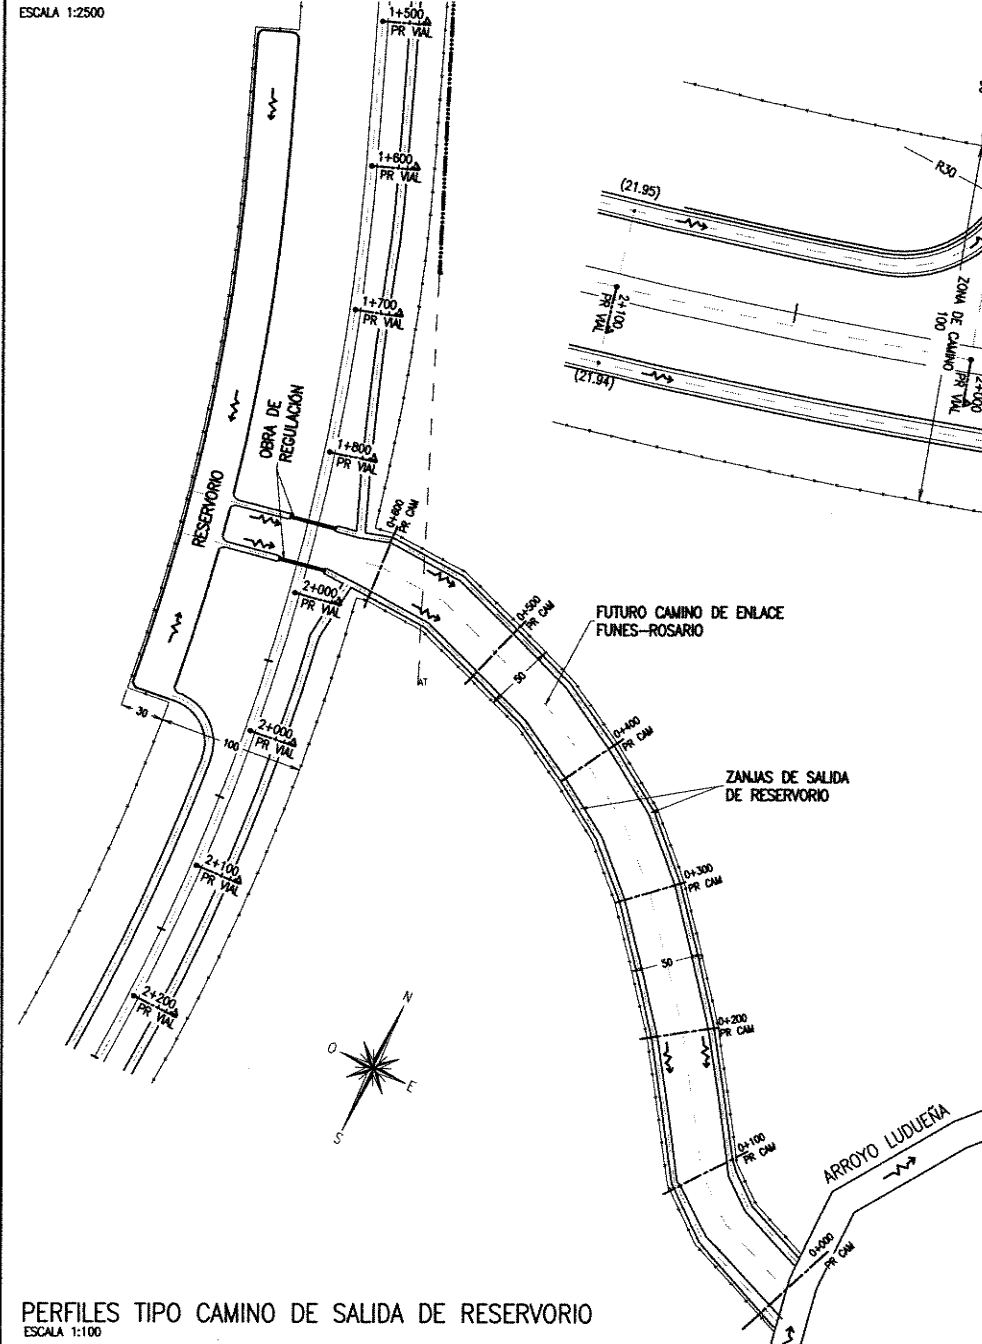 ESCALA 1:2500
1+500
PR VIAL
1+600
PR VIAL
1+700
PR VIAL
1+800
PR VIAL
OBRA DE
REGULACIÓN
RESERVORIO
2+000
PR VIAL
30
100
2+000
PR VIAL
2+100
PR VIAL
2+200
PR VIAL
AT
0+600
PR CAM
0+500
PR CAM
50
FUTURO CAMINO DE ENLACE
FUNES-ROSARIO
0+400
PR CAM
ZANJAS DE SALIDA
DE RESERVORIO
0+300
PR CAM
50
0+200
PR CAM
0+100
PR CAM
0+000
PR CAM
ARROYO LUDUEÑA
(21.95)
R30
2+100
PR VIAL
ZONA DE CAMINO
100
2+000
PR VIAL
(21.94)
N
O
E
S
PERFILES TIPO CAMINO DE SALIDA DE RESERVORIO
ESCALA 1:100